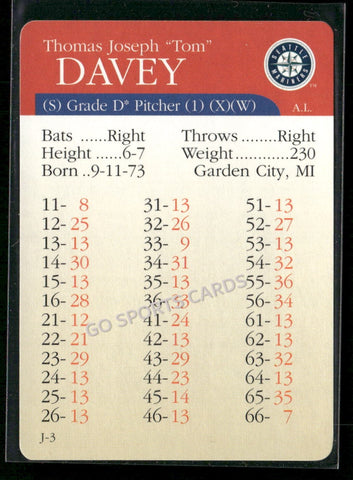 Thomas Joseph "Tom"
DAVEY
SEATTLE MARINERS
TM
(S) Grade D* Pitcher (1) (X)(W)
A.L.
Bats ......Right Throws ........Right
Height ......6-7 Weight..........230
Born ..9-11-73 Garden City, MI
11- 8 31-13 51-13
12-25 32-26 52-27
13-13 33- 9 53-13
14-30 34-31 54-32
15-13 35-13 55-36
16-28 36-13 56-34
21-12 41-24 61-13
22-21 42-13 62-13
23-29 43-29 63-13
24-13 44-13 64-32
25-14 45-13 65-35
26-13 46-13 66- 7
J-3
GO SPORTS CARDS